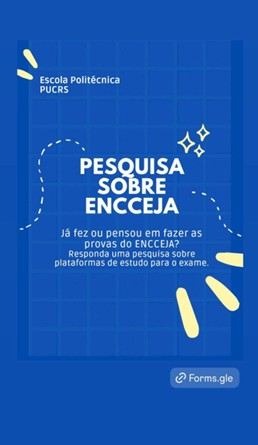 Escola Politécnica
PUCRS
PESQUISA
SOBRE
ENCCEJA
Já fez ou pensou em fazer as
provas do ENCCEJA?
Responda uma pesquisa sobre
plataformas de estudo para o exame.
Forms.gle